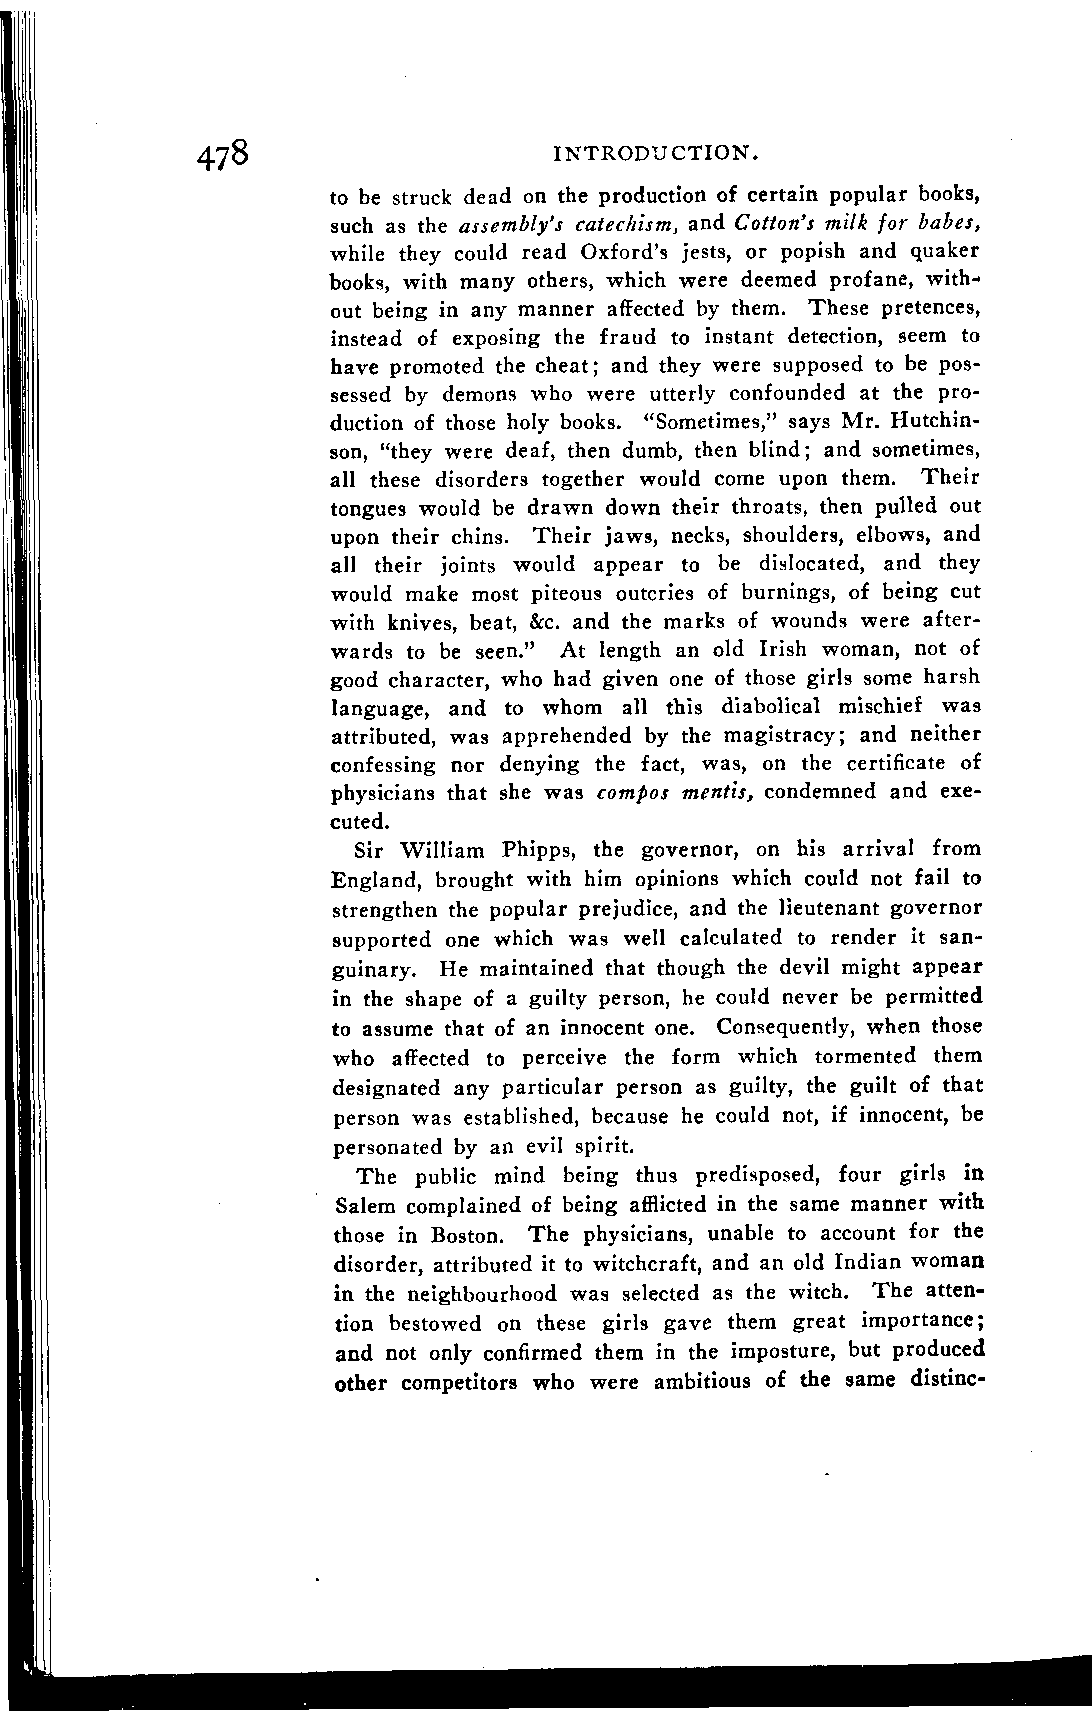 478
INTRODUCTION.
to be struck dead on the production of certain popular books,
such as the assembly's catechism, and Cotton's milk for babes,
while they could read Oxford's jests, or popish and quaker
books, with many others, which were deemed profane, with-
out being in any manner affected by them. These pretences,
instead of exposing the fraud to instant detection, seem to
have promoted the cheat; and they were supposed to be pos-
sessed by demons who were utterly confounded at the pro-
duction of those holy books. "Sometimes," says Mr. Hutchin-
son, "they were deaf, then dumb, then blind; and sometimes,
all these disorders together would come upon them. Their
tongues would be drawn down their throats, then pulled out
upon their chins. Their jaws, necks, shoulders, elbows, and
all their joints would appear to be dislocated, and they
would make most piteous outcries of burnings, of being cut
with knives, beat, &c. and the marks of wounds were after-
wards to be seen." At length an old Irish woman, not of
good character, who had given one of those girls some harsh
language, and to whom all this diabolical mischief was
attributed, was apprehended by the magistracy; and neither
confessing nor denying the fact, was, on the certificate of
physicians that she was compos mentis, condemned and exe-
cuted.
Sir William Phipps, the governor, on his arrival from
England, brought with him opinions which could not fail to
strengthen the popular prejudice, and the lieutenant governor
supported one which was well calculated to render it san-
guinary. He maintained that though the devil might appear
in the shape of a guilty person, he could never be permitted
to assume that of an innocent one. Consequently, when those
who affected to perceive the form which tormented them
designated any particular person as guilty, the guilt of that
person was established, because he could not, if innocent, be
personated by an evil spirit.
The public mind being thus predisposed, four girls in
Salem complained of being afflicted in the same manner with
those in Boston. The physicians, unable to account for the
disorder, attributed it to witchcraft, and an old Indian woman
in the neighbourhood was selected as the witch. The atten-
tion bestowed on these girls gave them great importance;
and not only confirmed them in the imposture, but produced
other competitors who were ambitious of the same distinc-